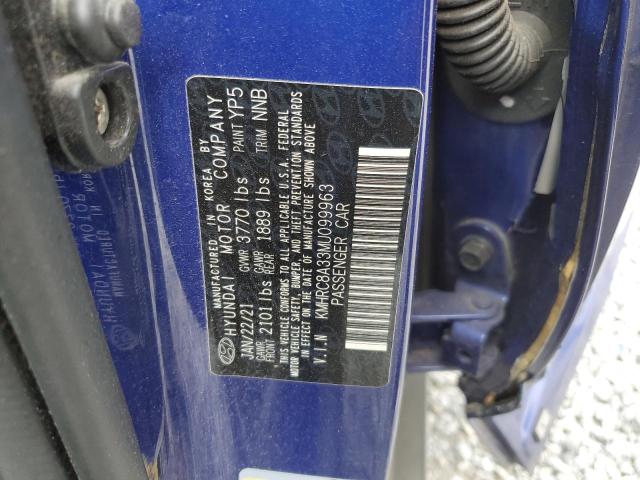 MANUFACTURED IN KOREA BY
HYUNDAI MOTOR COMPANY
JAN/22/21 GVWR 3770 lbs PAINT YP5
GAWR FRONT 2101 lbs GAWR REAR 1889 lbs TRIM NNB
*THIS VEHICLE CONFORMS TO ALL APPLICABLE U.S.A. FEDERAL
MOTOR VEHICLE SAFETY, BUMPER, AND THEFT PREVENTION STANDARDS
IN EFFECT ON THE DATE OF MANUFACTURE SHOWN ABOVE
V.I.N KMHRC8A33MU099963
PASSENGER CAR